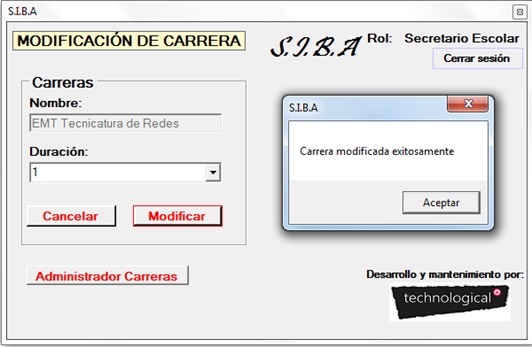 S.I.B.A
MODIFICACIÓN DE CARRERA
S.I.B.A
Rol: Secretario Escolar
Cerrar sesión
Carreras
Nombre:
EMT Tecnicatura de Redes
Duración:
1
Cancelar
Modificar
S.I.B.A
Carrera modificada exitosamente
Aceptar
Administrador Carreras
Desarrollo y mantenimiento por:
technological